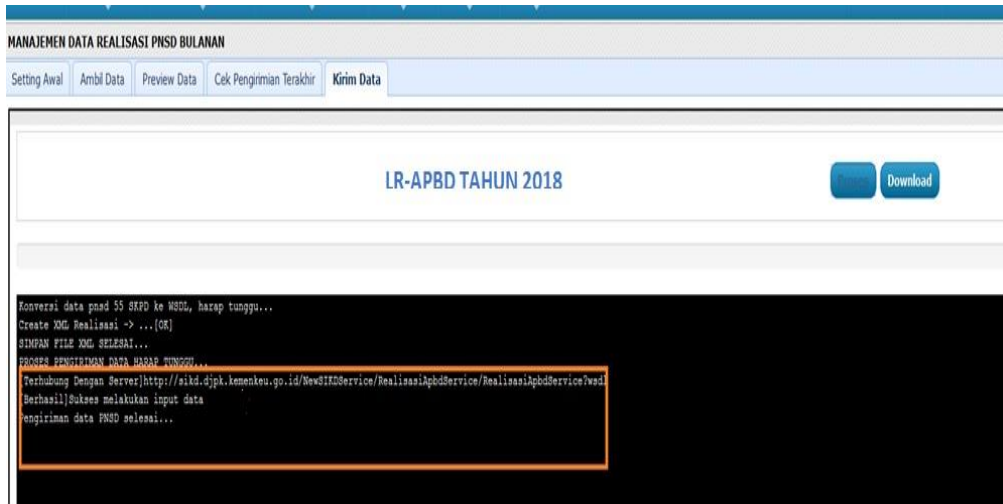 MANAJEMEN DATA REALISASI PNSD BULANAN
Setting Awal Ambil Data Preview Data Cek Pengirimian Terakhir Kirim Data
LR-APBD TAHUN 2018 Download
Konversi data pnsd 55 SKPD ke WSDL, harap tunggu...
Create XML Realisasi -> ...[OK]
SIMPAN FILE XML SELESAI...
PROSES PENGIRIMAN DATA HARAP TUNGGU...
[Terhubung Dengan Server]http://sikd.djpk.kemenkeu.go.id/NewSIKDService/RealisasiApbdService/RealisasiApbdService?wsdl
[Berhasil]Sukses melakukan input data
Pengiriman data PNSD selesai...